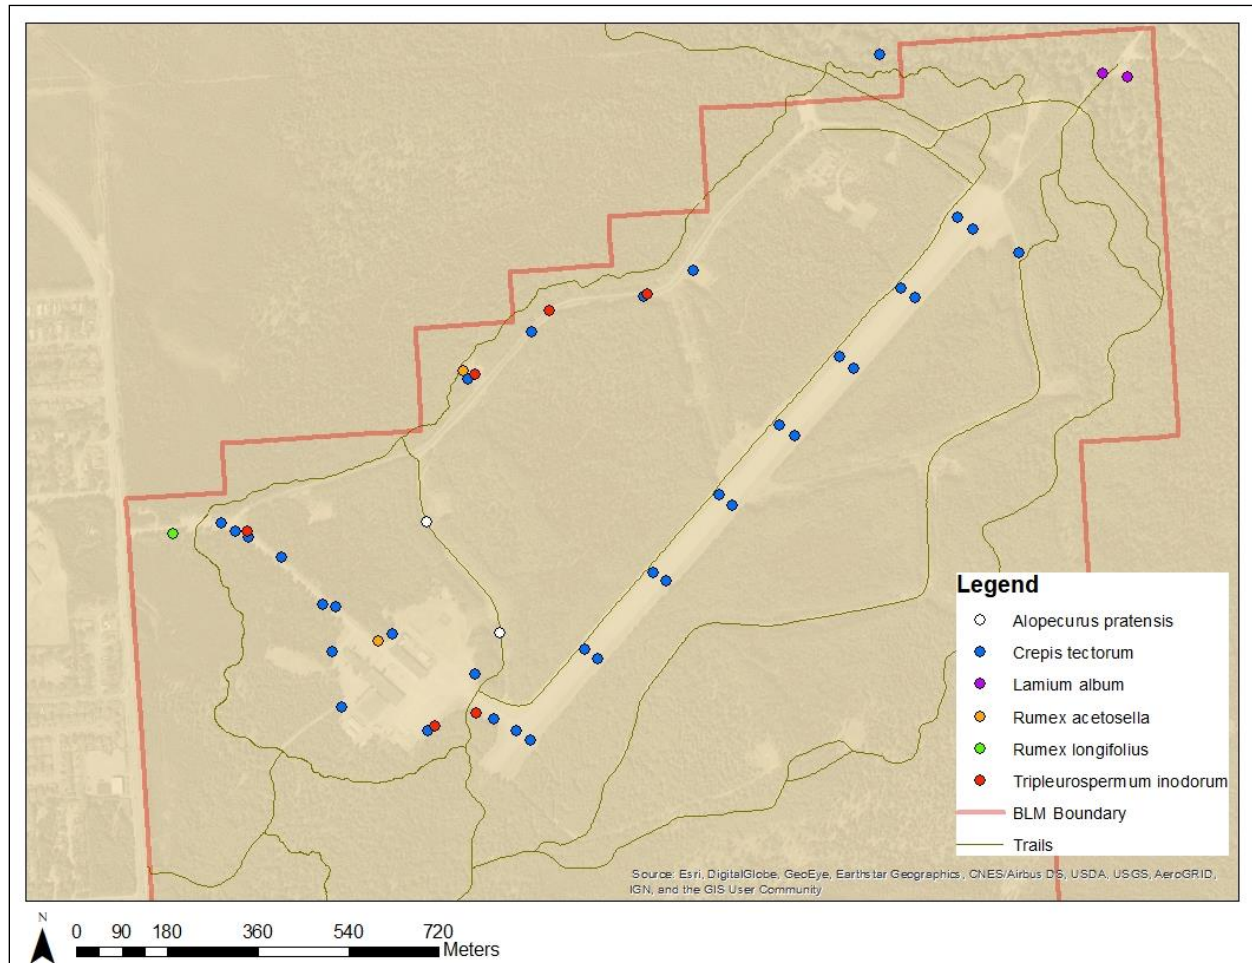 Legend
Alopecurus pratensis
Crepis tectorum
Lamium album
Rumex acetosella
Rumex longifolius
Tripleurospermum inodorum
BLM Boundary
Trails
Source: Esri, DigitalGlobe, GeoEye, Earthstar Geographics, CNES/Airbus DS, USDA, USGS, AeroGRID,
IGN, and the GIS User Community
N
0 90 180 360 540 720
Meters